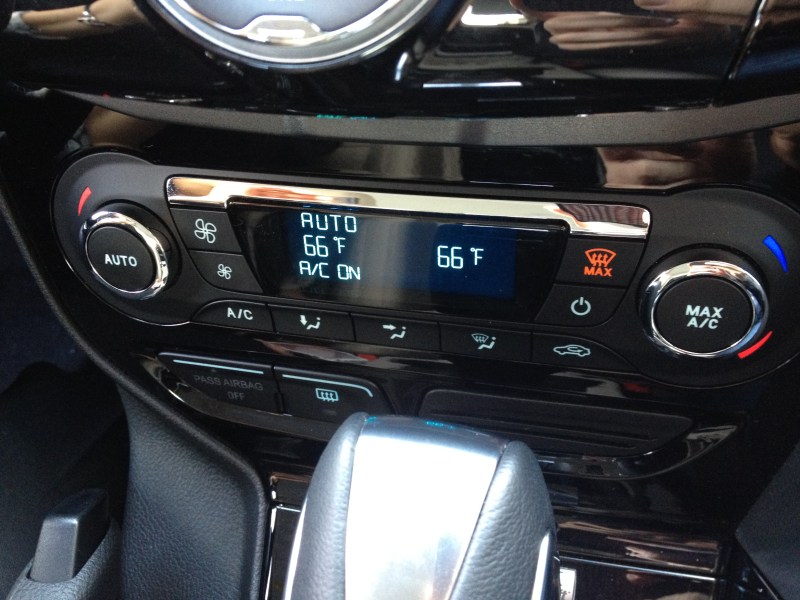 AUTO
66°F
66°F
A/C ON
AUTO
MAX
MAX
A/C
A/C
PASS AIRBAG
OFF